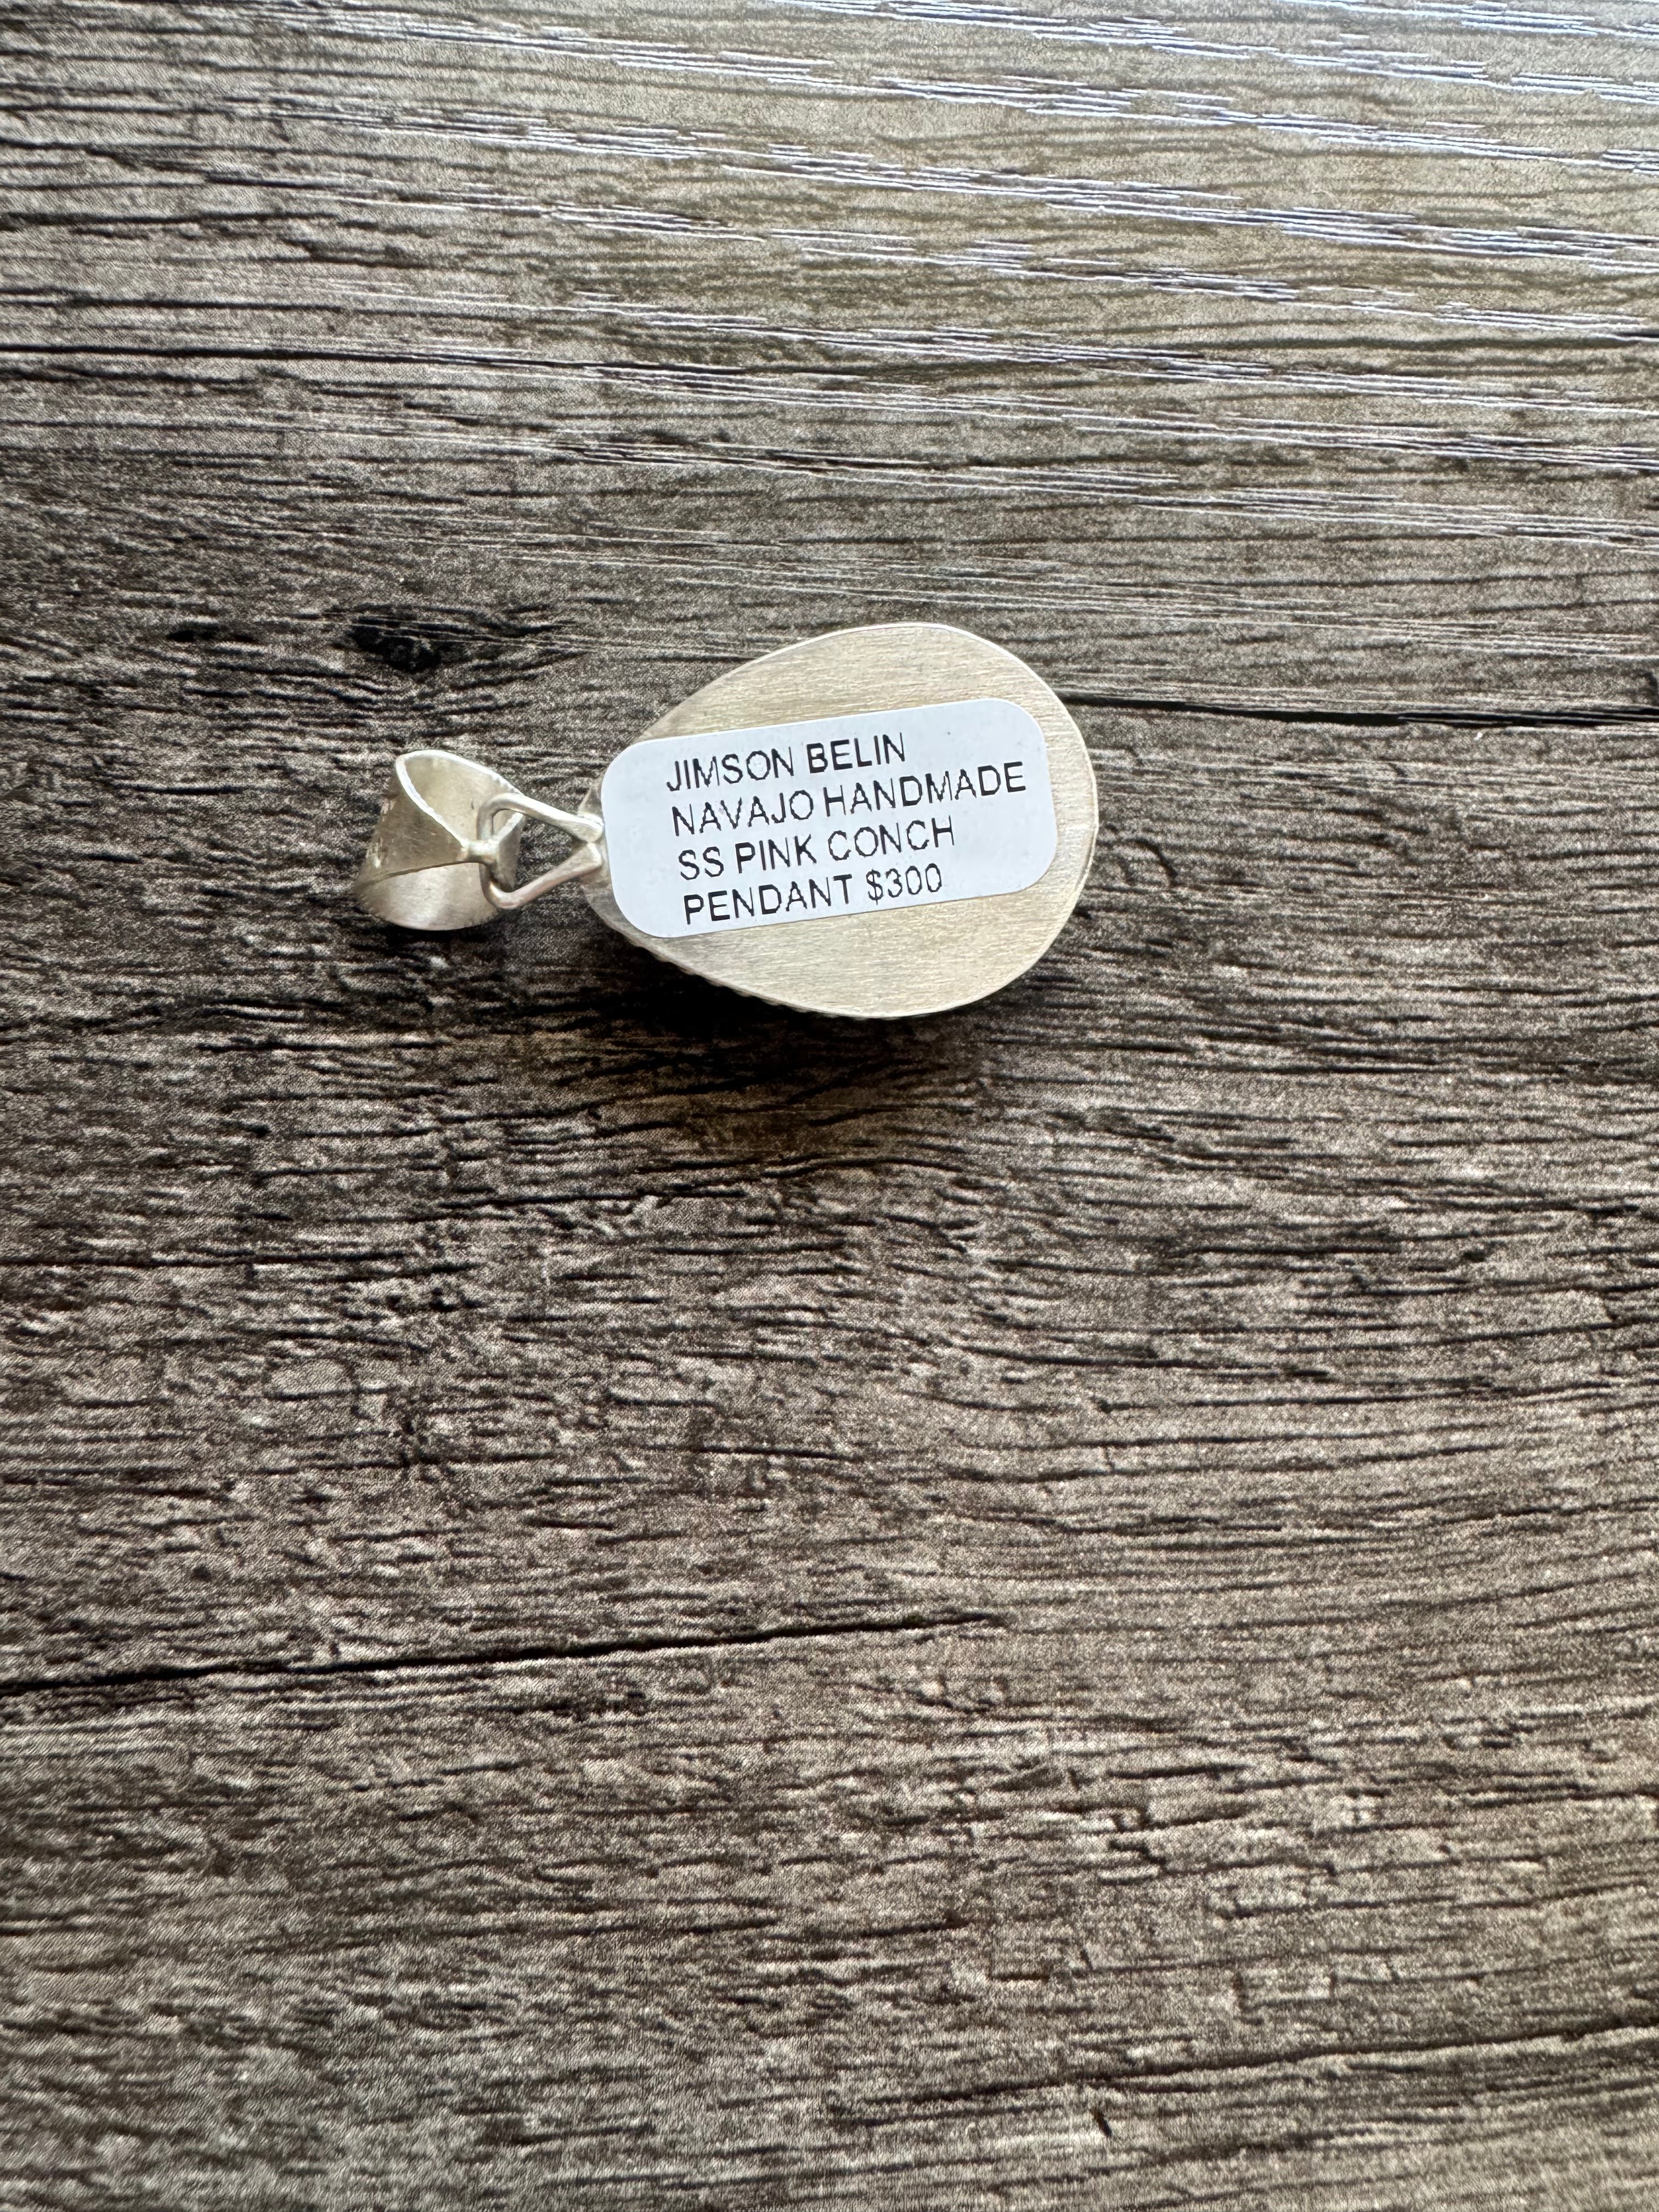 JIMSON BELIN
NAVAJO HANDMADE
SS PINK CONCH
PENDANT $300